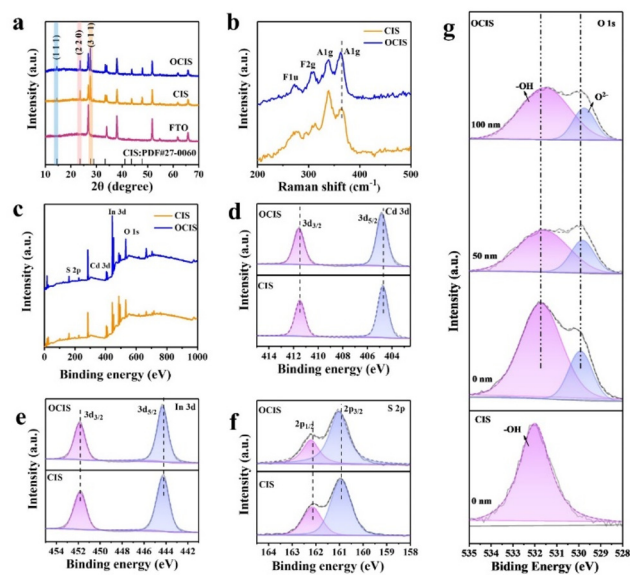 a
(1 1 1)
(2 2 0)
(3 1 1)
OCIS
CIS
FTO
CIS:PDF#27-0060
Intensity (a.u.)
10 20 30 40 50 60 70
2θ (degree)
b
CIS
OCIS
F1u
F2g
A1g
A1g
Intensity (a.u.)
200 300 400 500
Raman shift (cm-1)
c
CIS
OCIS
In 3d
O 1s
S 2p
Cd 3d
Intensity (a.u.)
0 200 400 600 800 1000
Binding energy (eV)
d
OCIS
3d3/2
3d5/2
Cd 3d
CIS
Intensity (a.u.)
414 412 410 408 406 404
Binding energy (eV)
e
OCIS
3d3/2
3d5/2
In 3d
CIS
Intensity (a.u.)
454 452 450 448 446 444 442
Binding energy (eV)
f
OCIS
2p1/2
2p3/2
S 2p
CIS
Intensity (a.u.)
164 163 162 161 160 159 158
Binding energy (eV)
g
OCIS
O 1s
-OH
O2-
100 nm
50 nm
0 nm
CIS
-OH
0 nm
Intensity (a.u.)
535 534 533 532 531 530 529 528
Biding Energy (eV)